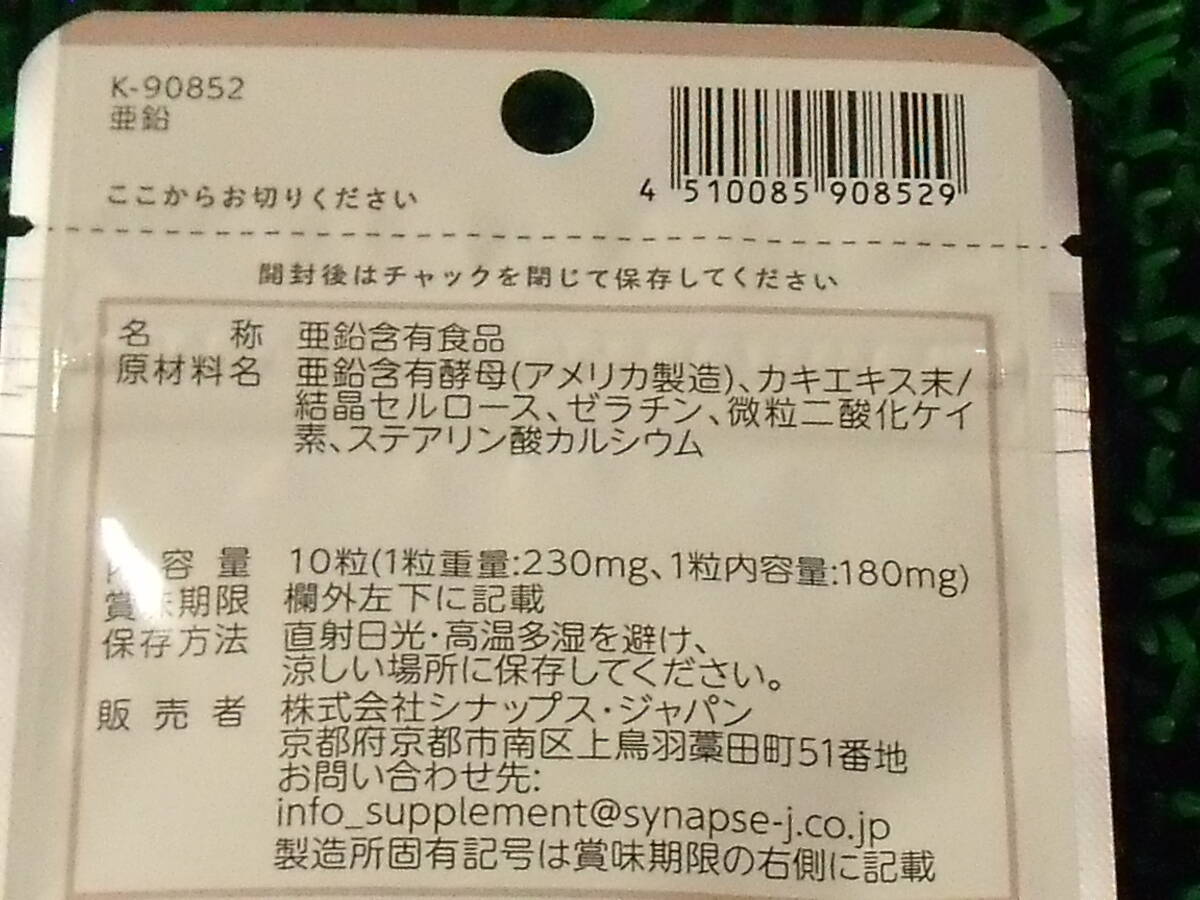 K-90852
亜鉛
4 510085 908529
ここからお切りください
開封後はチャックを閉じて保存してください
名 称 亜鉛含有食品
原材料名 亜鉛含有酵母(アメリカ製造)、カキエキス末/
結晶セルロース、ゼラチン、微粒二酸化ケイ
素、ステアリン酸カルシウム
内容量 10粒(1粒重量:230mg、1粒内容量:180mg)
賞味期限 欄外左下に記載
保存方法 直射日光・高温多湿を避け、
涼しい場所に保存してください。
販売者 株式会社シナップス・ジャパン
京都府京都市南区上鳥羽藁田町51番地
お問い合わせ先:
info_supplement@synapse-j.co.jp
製造所固有記号は賞味期限の右側に記載